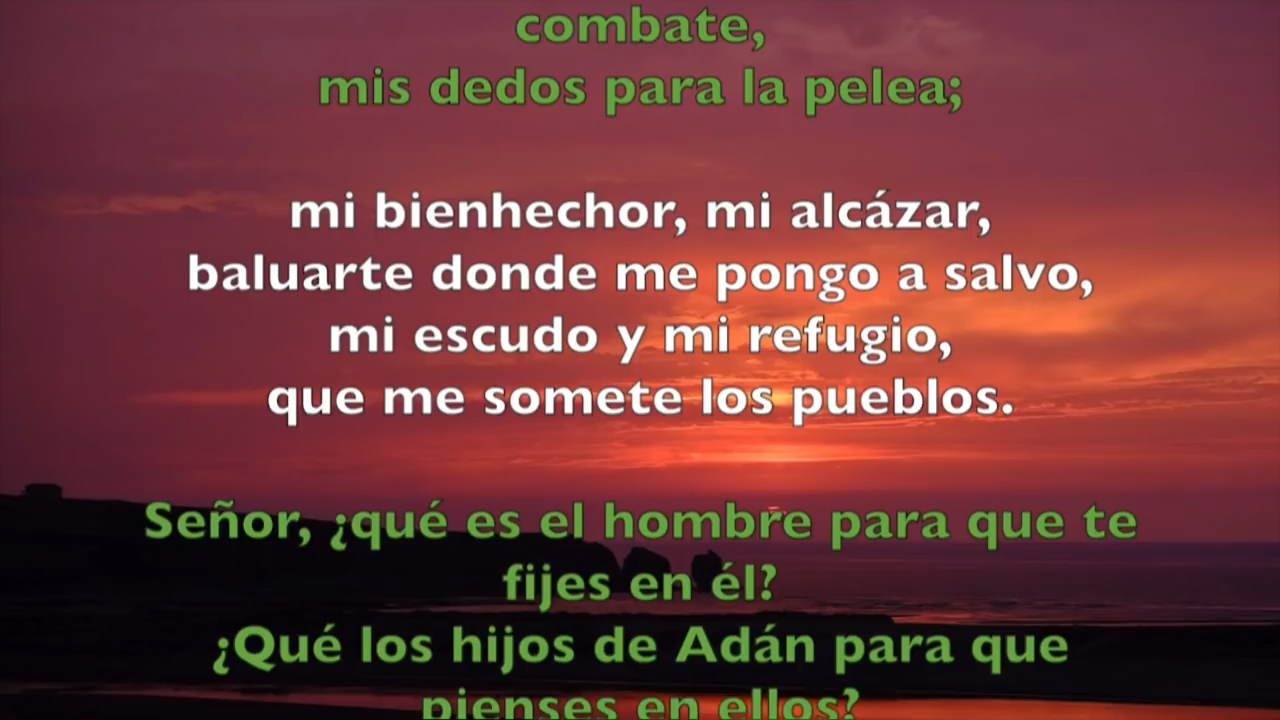 combate,
mis dedos para la pelea;
mi bienhechor, mi alcázar,
baluarte donde me pongo a salvo,
mi escudo y mi refugio,
que me somete los pueblos.
Señor, ¿qué es el hombre para que te
fijes en él?
¿Qué los hijos de Adán para que
pienses en ellos?